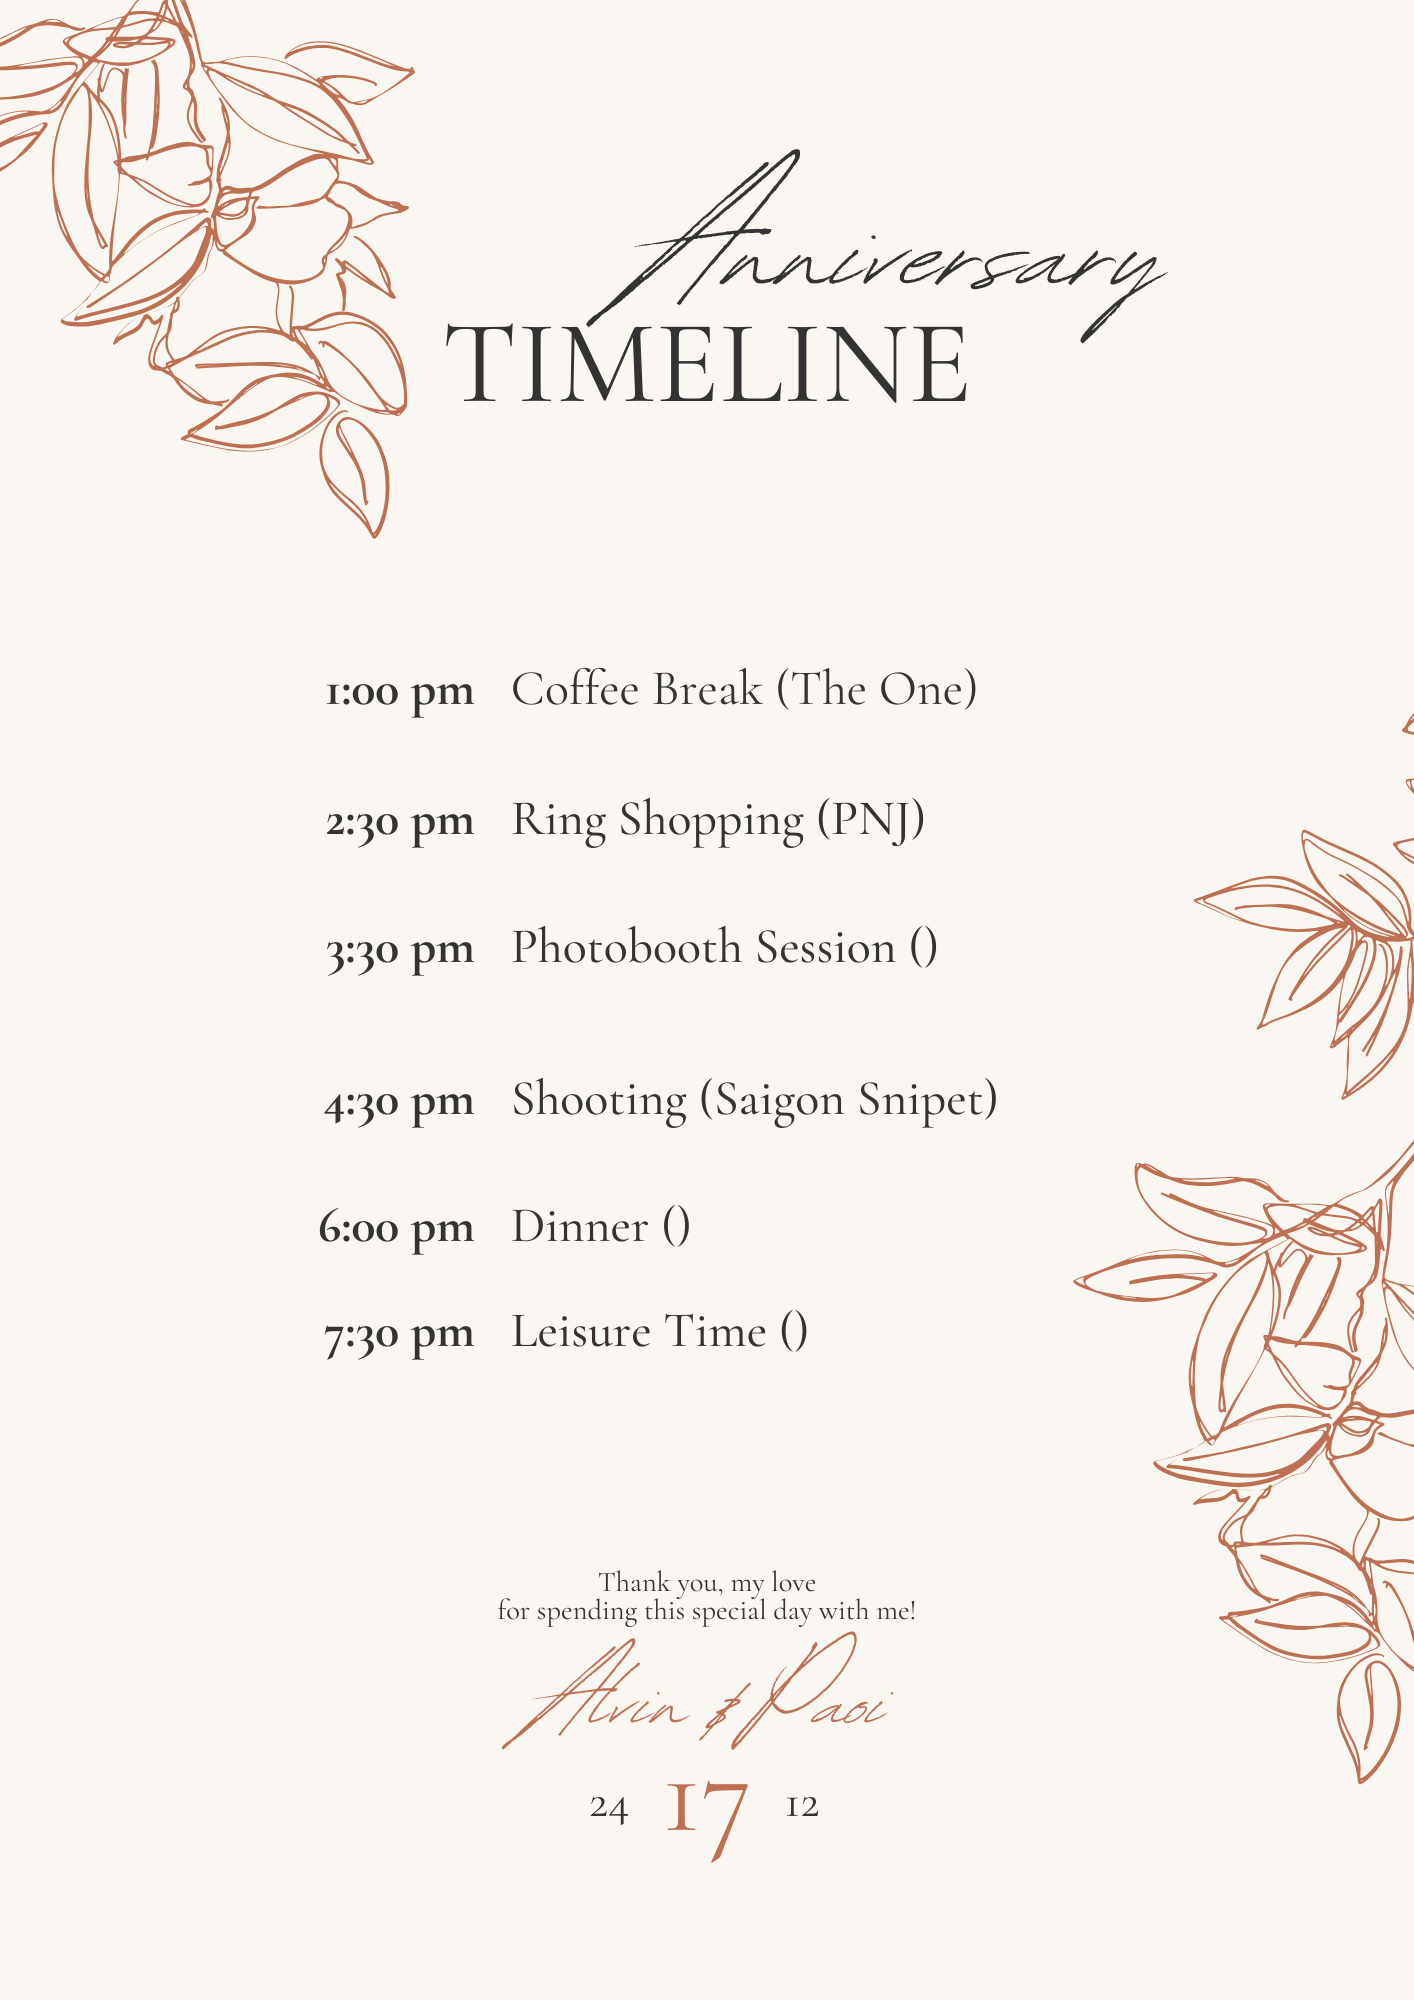 Anniversary
TIMELINE
1:00 pm Coffee Break (The One)
2:30 pm Ring Shopping (PNJ)
3:30 pm Photobooth Session ()
4:30 pm Shooting (Saigon Snipet)
6:00 pm Dinner ()
7:30 pm Leisure Time ()
Thank you, my love
for spending this special day with me!
Alvin & Paoi
24 17 12